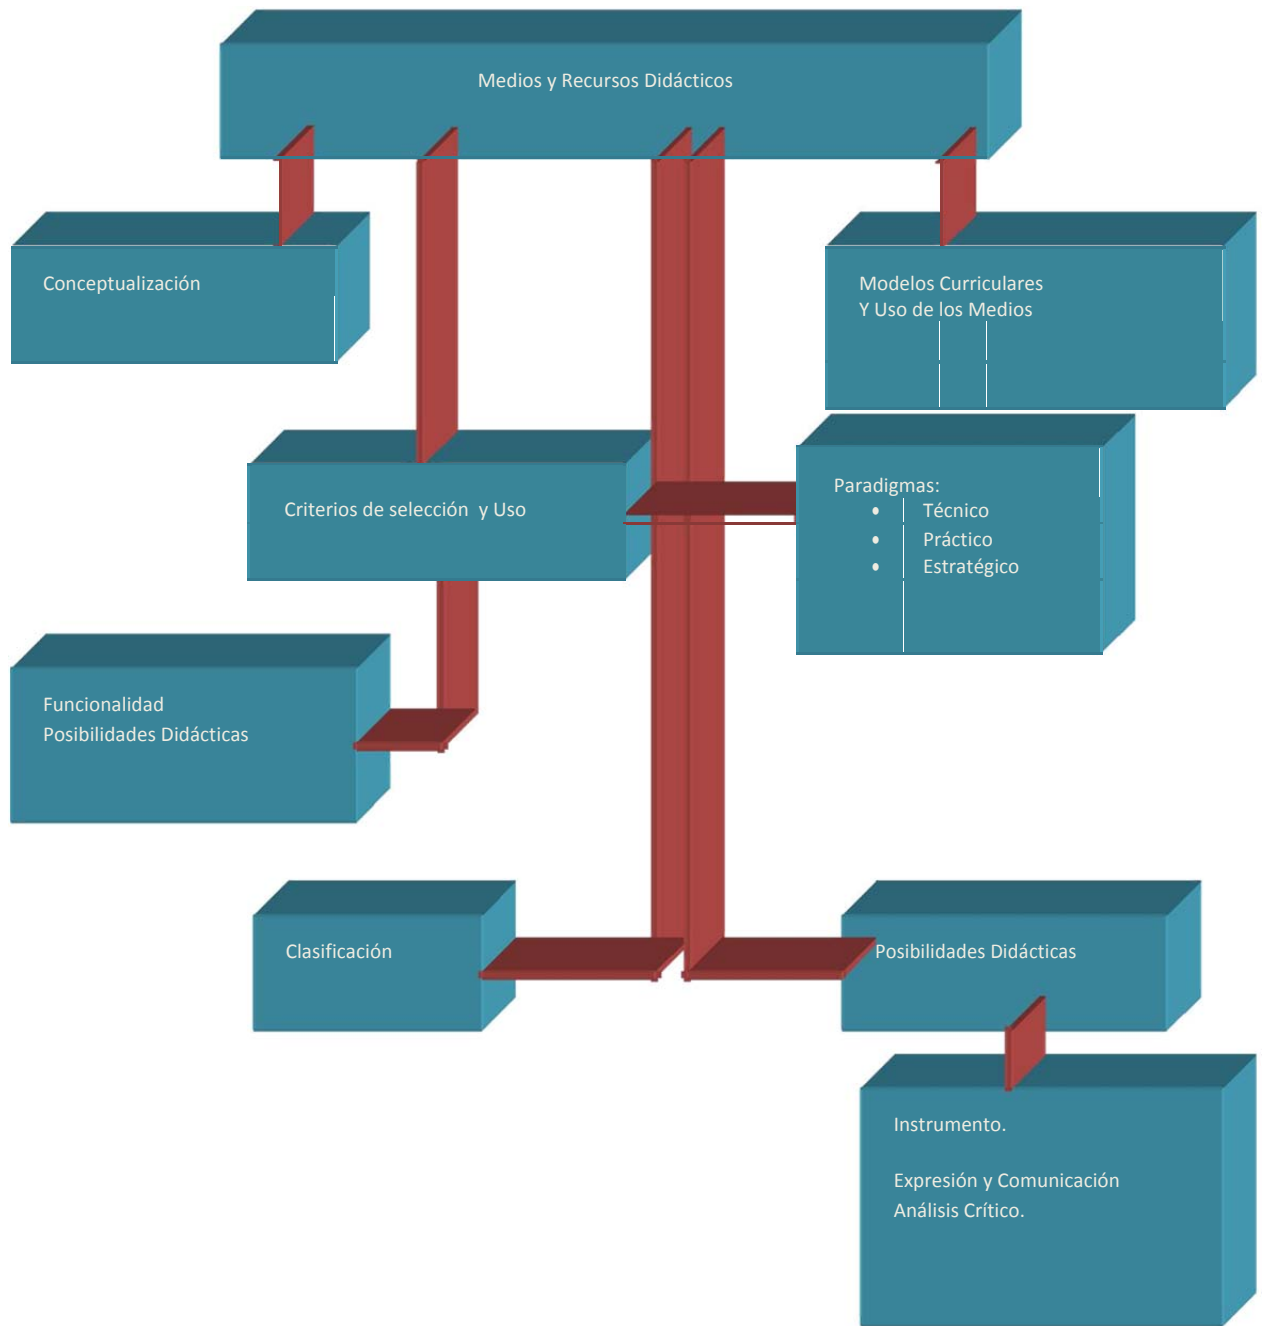 Medios y Recursos Didácticos
Conceptualización
Modelos Curriculares
Y Uso de los Medios
Criterios de selección  y Uso
Paradigmas:
• Técnico
• Práctico
• Estratégico
Funcionalidad
Posibilidades Didácticas
Clasificación
Posibilidades Didácticas
Instrumento.
Expresión y Comunicación
Análisis Crítico.